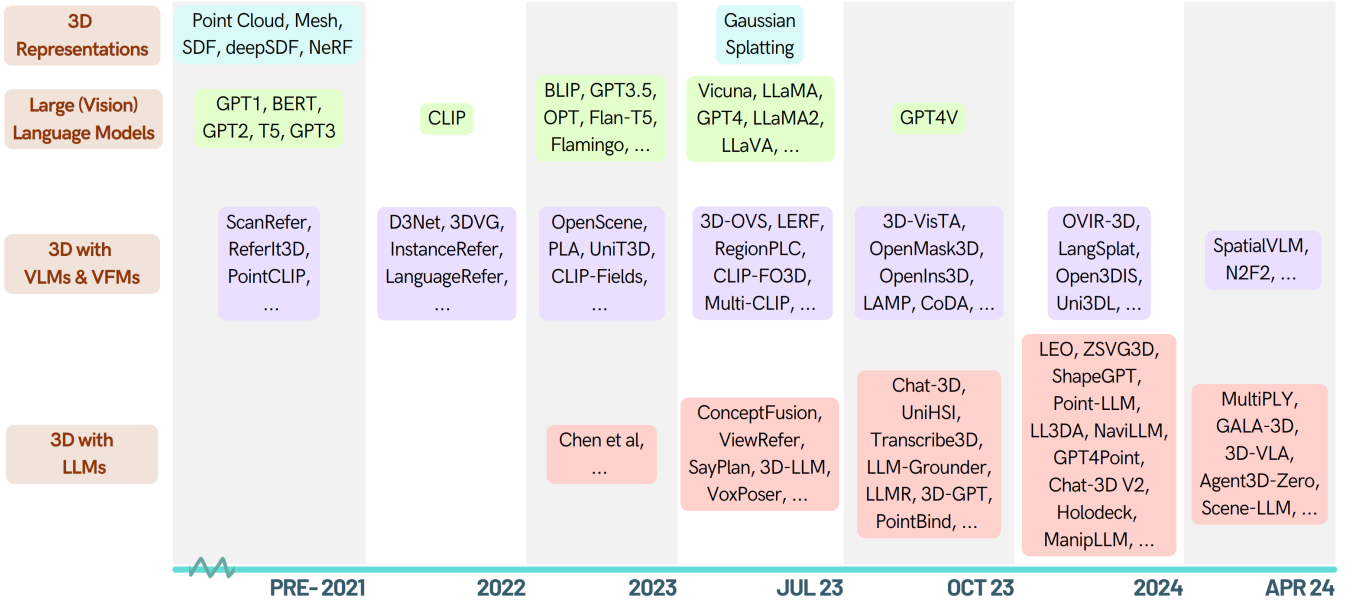 3D
Representations
Point Cloud, Mesh,
SDF, deepSDF, NeRF
Gaussian
Splatting
Large (Vision)
Language Models
GPT1, BERT,
GPT2, T5, GPT3
CLIP
BLIP, GPT3.5,
OPT, Flan-T5,
Flamingo, ...
Vicuna, LLaMA,
GPT4, LLaMA2,
LLaVA, ...
GPT4V
3D with
VLMs & VFMs
ScanRefer,
ReferIt3D,
PointCLIP,
...
D3Net, 3DVG,
InstanceRefer,
LanguageRefer,
...
OpenScene,
PLA, UniT3D,
CLIP-Fields,
...
3D-OVS, LERF,
RegionPLC,
CLIP-FO3D,
Multi-CLIP, ...
3D-VisTA,
OpenMask3D,
OpenIns3D,
LAMP, CoDA, ...
OVIR-3D,
LangSplat,
Open3DIS,
Uni3DL, ...
SpatialVLM,
N2F2, ...
3D with
LLMs
Chen et al,
...
ConceptFusion,
ViewRefer,
SayPlan, 3D-LLM,
VoxPoser, ...
Chat-3D,
UniHSI,
Transcribe3D,
LLM-Grounder,
LLMR, 3D-GPT,
PointBind, ...
LEO, ZSVG3D,
ShapeGPT,
Point-LLM,
LL3DA, NaviLLM,
GPT4Point,
Chat-3D V2,
Holodeck,
ManipLLM, ...
MultiPLY,
GALA-3D,
3D-VLA,
Agent3D-Zero,
Scene-LLM, ...
PRE- 2021
2022
2023
JUL 23
OCT 23
2024
APR 24